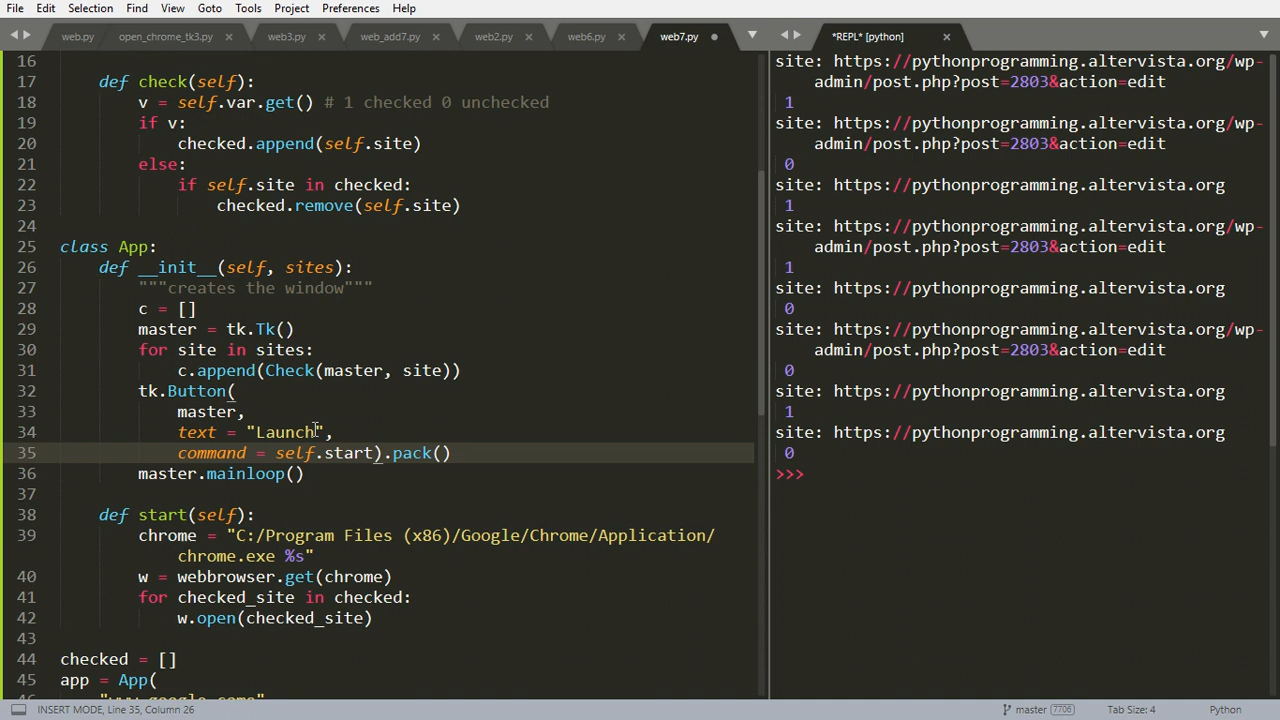 File Edit Selection Find View Goto Tools Project Preferences Help
web.py open_chrome_tk3.py web3.py web_add7.py web2.py web6.py web7.py
*REPL* [python]
16
17 def check(self):
18 v = self.var.get() # 1 checked 0 unchecked
19 if v:
20 checked.append(self.site)
21 else:
22 if self.site in checked:
23 checked.remove(self.site)
24
25 class App:
26 def __init__(self, sites):
27 """creates the window"""
28 c = []
29 master = tk.Tk()
30 for site in sites:
31 c.append(Check(master, site))
32 tk.Button(
33 master,
34 text = "Launch",
35 command = self.start).pack()
36 master.mainloop()
37
38 def start(self):
39 chrome = "C:/Program Files (x86)/Google/Chrome/Application/
chrome.exe %s"
40 w = webbrowser.get(chrome)
41 for checked_site in checked:
42 w.open(checked_site)
43
44 checked = []
45 app = App(
site: https://pythonprogramming.altervista.org/wp-
admin/post.php?post=2803&action=edit
1
site: https://pythonprogramming.altervista.org/wp-
admin/post.php?post=2803&action=edit
0
site: https://pythonprogramming.altervista.org
1
site: https://pythonprogramming.altervista.org/wp-
admin/post.php?post=2803&action=edit
1
site: https://pythonprogramming.altervista.org
0
site: https://pythonprogramming.altervista.org/wp-
admin/post.php?post=2803&action=edit
0
site: https://pythonprogramming.altervista.org
1
site: https://pythonprogramming.altervista.org
0
>>>
INSERT MODE, Line 35, Column 26
master 7706
Tab Size: 4
Python